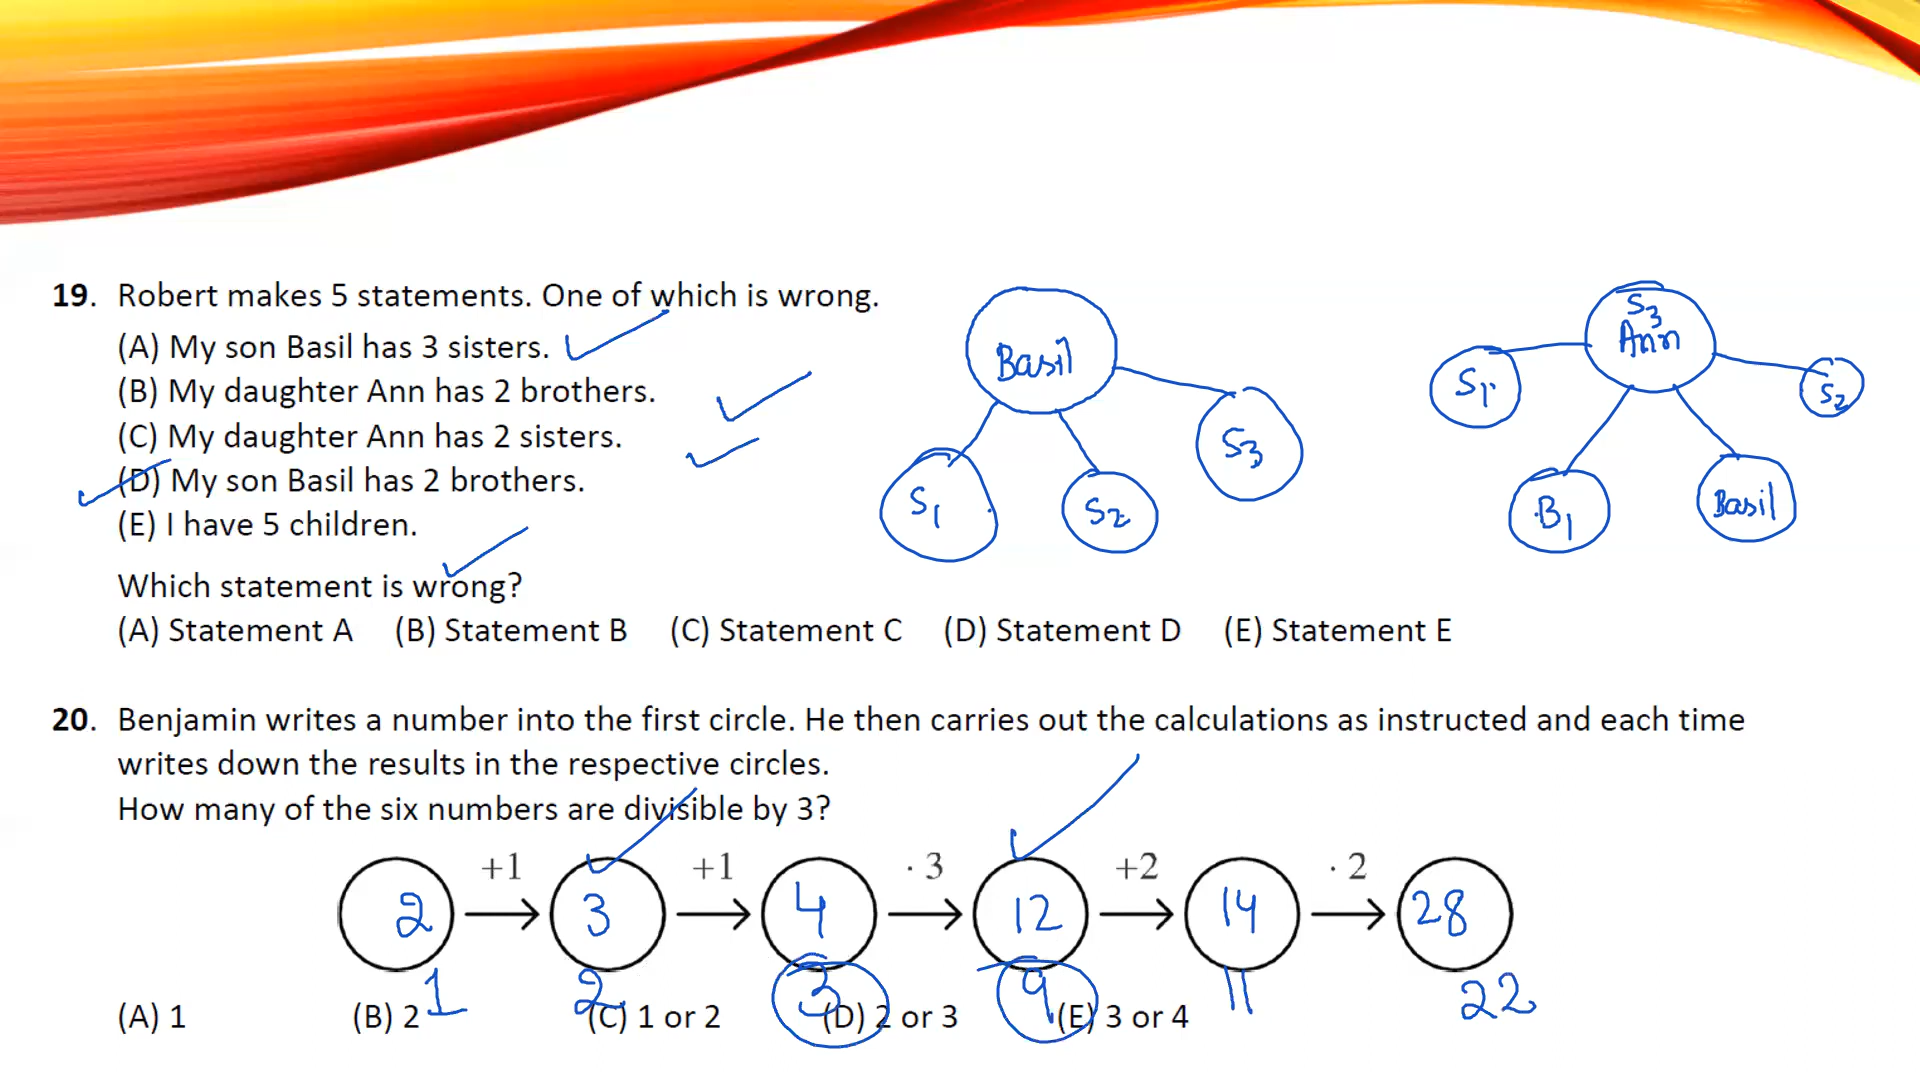 19. Robert makes 5 statements. One of which is wrong.
(A) My son Basil has 3 sisters.
(B) My daughter Ann has 2 brothers.
(C) My daughter Ann has 2 sisters.
(D) My son Basil has 2 brothers.
(E) I have 5 children.
Which statement is wrong?
(A) Statement A (B) Statement B (C) Statement C (D) Statement D (E) Statement E
Basil
S1 S2 S3
S3
Ann
S1 S2
B1 Basil
20. Benjamin writes a number into the first circle. He then carries out the calculations as instructed and each time
writes down the results in the respective circles.
How many of the six numbers are divisible by 3?
+1 +1 · 3 +2 · 2
2 3 4 12 14 28
1 2 3 9 11 22
(A) 1 (B) 2 (C) 1 or 2 (D) 2 or 3 (E) 3 or 4